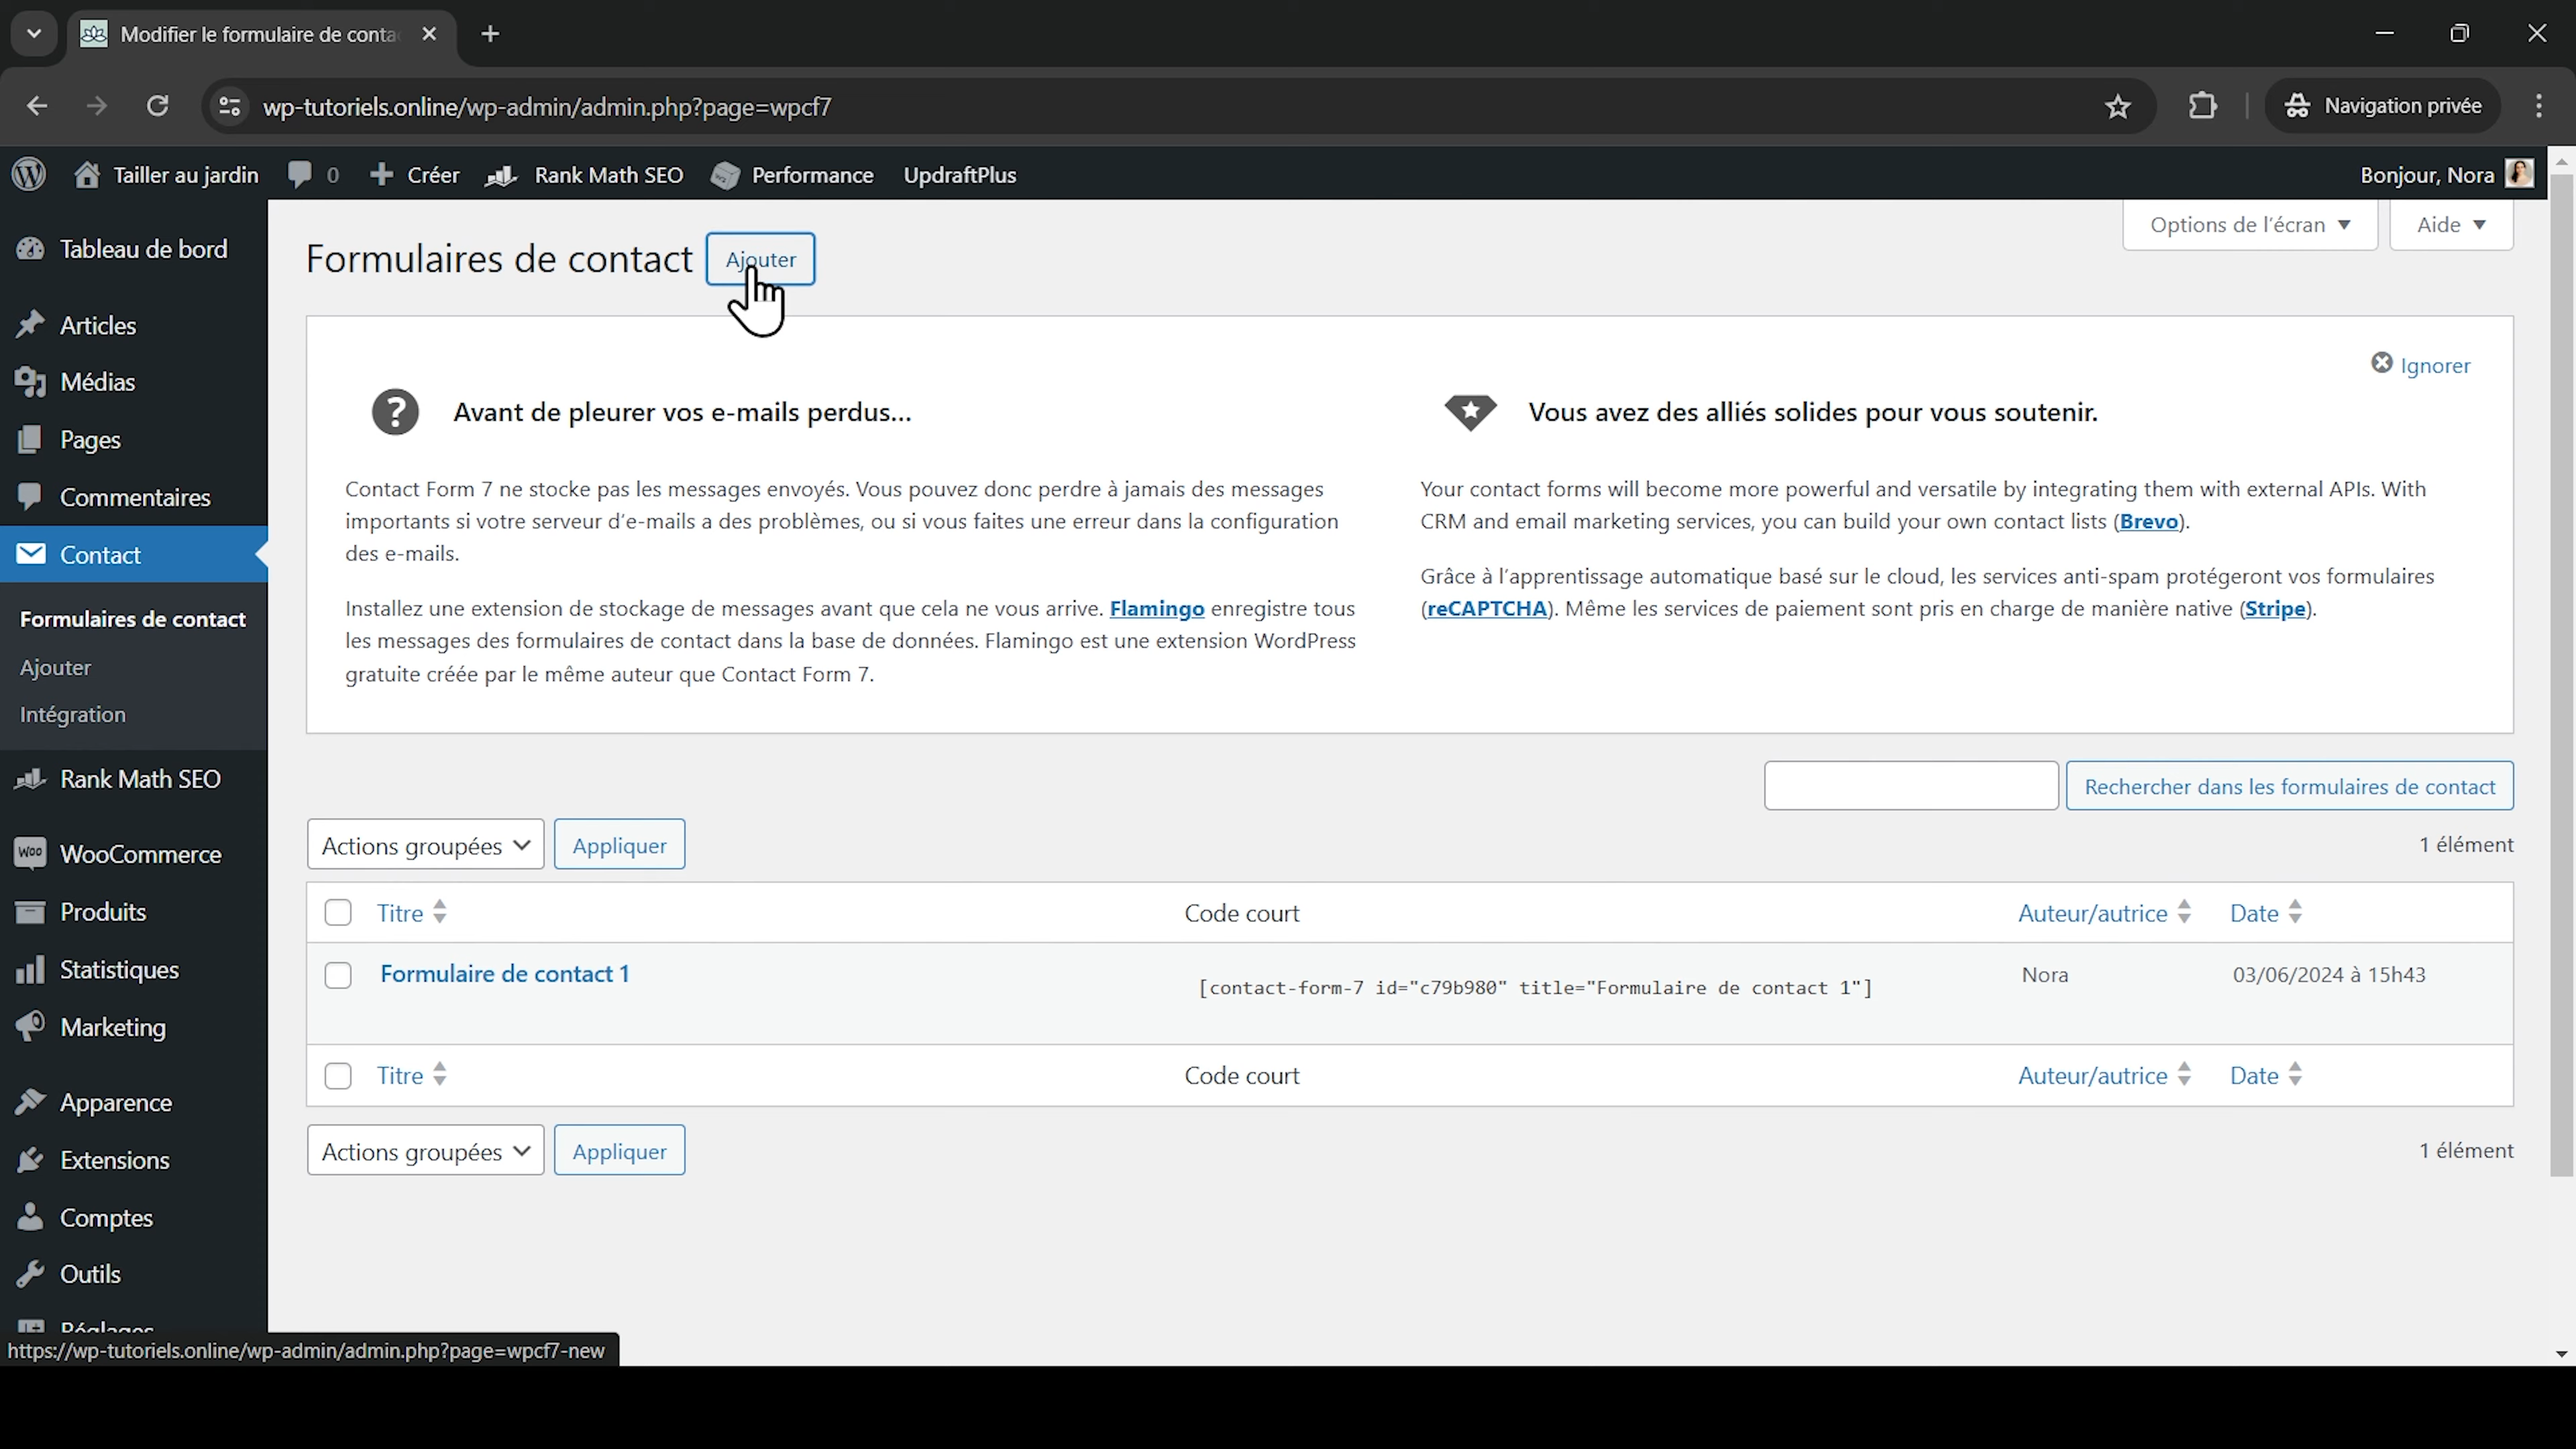 Modifier le formulaire de conta
wp-tutoriels.online/wp-admin/admin.php?page=wpcf7
Navigation privée
Tailler au jardin
0
Créer
Rank Math SEO
Performance
UpdraftPlus
Bonjour, Nora
Tableau de bord
Articles
Médias
Pages
Commentaires
Contact
Formulaires de contact
Ajouter
Intégration
Rank Math SEO
Woo
WooCommerce
Produits
Statistiques
Marketing
Apparence
Extensions
Comptes
Outils
Réglages
Options de l'écran
Aide
Formulaires de contact
Ajouter
Ignorer
Avant de pleurer vos e-mails perdus...
Contact Form 7 ne stocke pas les messages envoyés. Vous pouvez donc perdre à jamais des messages
importants si votre serveur d'e-mails a des problèmes, ou si vous faites une erreur dans la configuration
des e-mails.
Installez une extension de stockage de messages avant que cela ne vous arrive. Flamingo enregistre tous
les messages des formulaires de contact dans la base de données. Flamingo est une extension WordPress
gratuite créée par le même auteur que Contact Form 7.
Vous avez des alliés solides pour vous soutenir.
Your contact forms will become more powerful and versatile by integrating them with external APIs. With
CRM and email marketing services, you can build your own contact lists (Brevo).
Grâce à l'apprentissage automatique basé sur le cloud, les services anti-spam protégeront vos formulaires
(reCAPTCHA). Même les services de paiement sont pris en charge de manière native (Stripe).
Rechercher dans les formulaires de contact
Actions groupées
Appliquer
1 élément
Titre
Code court
Auteur/autrice
Date
Formulaire de contact 1
[contact-form-7 id="c79b980" title="Formulaire de contact 1"]
Nora
03/06/2024 à 15h43
Titre
Code court
Auteur/autrice
Date
Actions groupées
Appliquer
1 élément
https://wp-tutoriels.online/wp-admin/admin.php?page=wpcf7-new